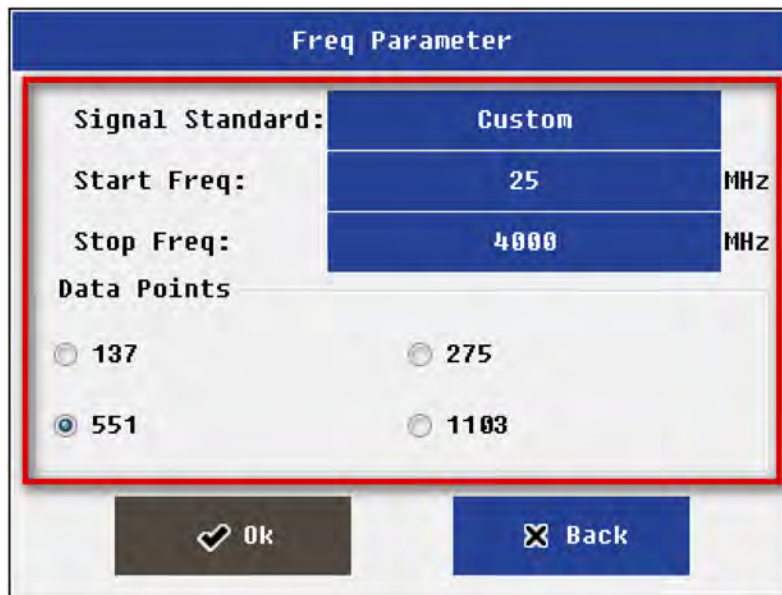 Freq Parameter
Signal Standard: Custom
Start Freq: 25 MHz
Stop Freq: 4000 MHz
Data Points
137 275
551 1103
Ok Back